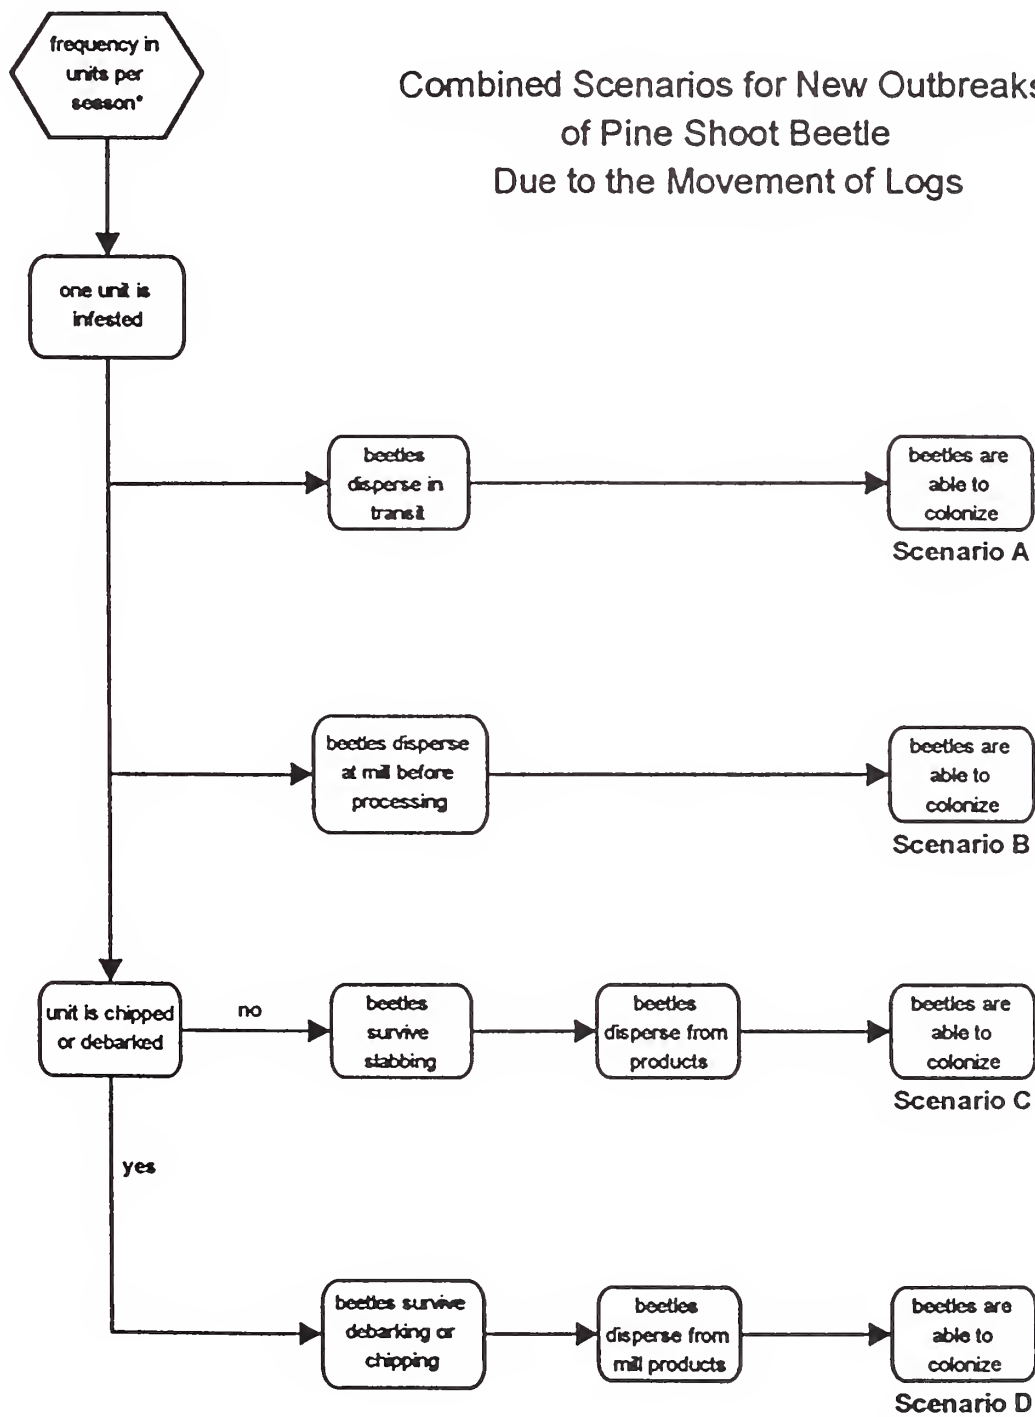 frequency in
units per
season*
Combined Scenarios for New Outbreaks
of Pine Shoot Beetle
Due to the Movement of Logs
one unit is
infested
beetles
disperse in
transit
beetles are
able to
colonize
Scenario A
beetles disperse
at mill before
processing
beetles are
able to
colonize
Scenario B
unit is chipped
or debarked
no
beetles
survive
slabbing
beetles
disperse from
products
beetles are
able to
colonize
Scenario C
yes
beetles survive
debarking or
chipping
beetles
disperse from
mill products
beetles are
able to
colonize
Scenario D